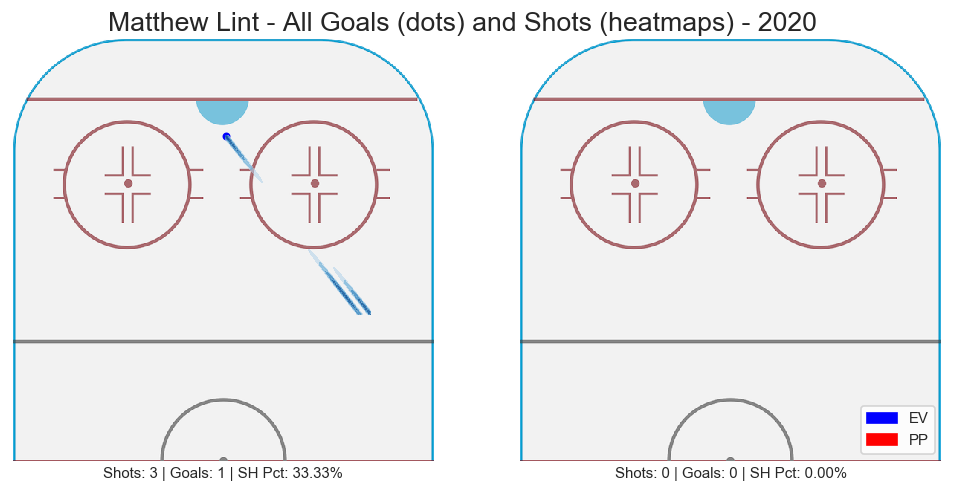 Matthew Lint - All Goals (dots) and Shots (heatmaps) - 2020
EV
PP
Shots: 3 | Goals: 1 | SH Pct: 33.33%
Shots: 0 | Goals: 0 | SH Pct: 0.00%